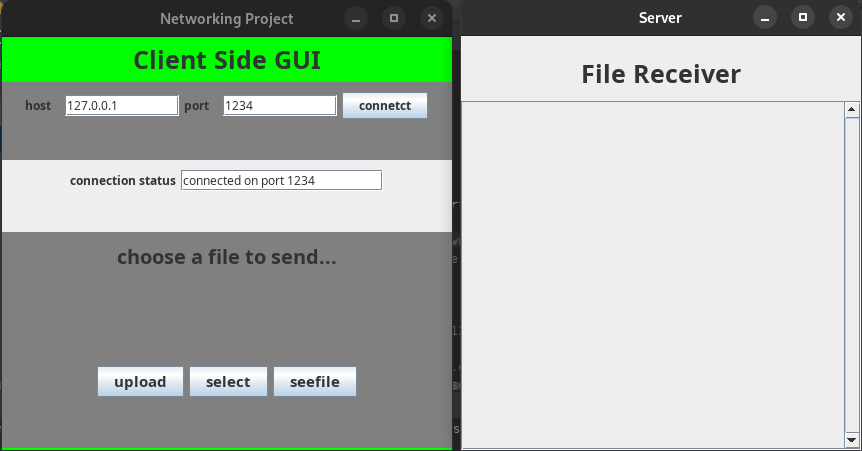 Networking Project
Client Side GUI
host 127.0.0.1 port 1234 connetct
connection status connected on port 1234
choose a file to send...
upload select seefile
Server
File Receiver